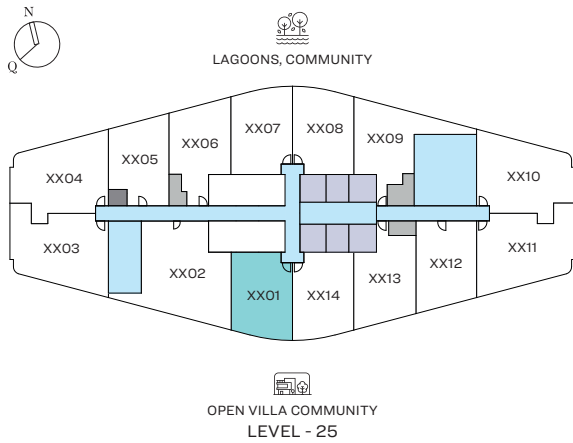 N
Q
LAGOONS, COMMUNITY
XX07 XX08
XX06 XX09
XX05
XX04 XX10
XX03 XX11
XX02 XX13 XX12
XX01 XX14
OPEN VILLA COMMUNITY
LEVEL - 25